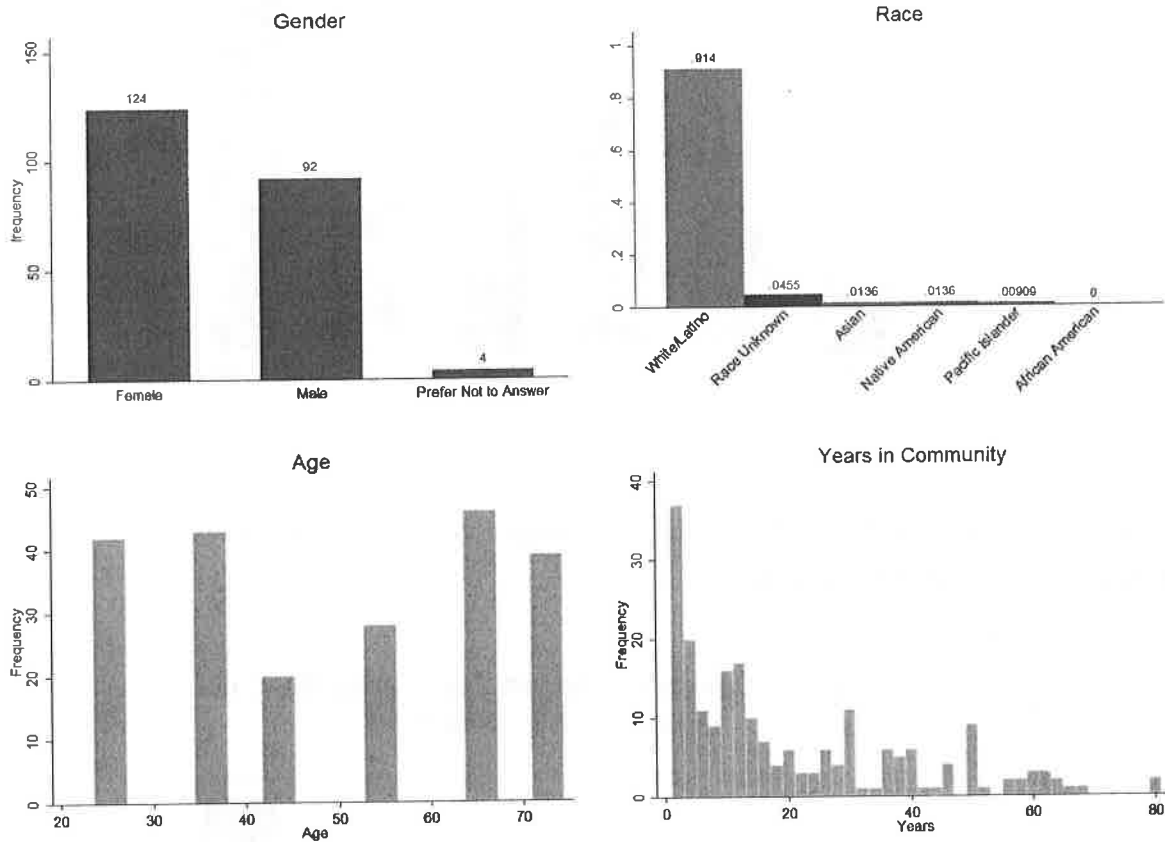 Gender
150
100
50
0
frequency
124
92
4
Female Male Prefer Not to Answer
Race
1
.8
.6
.4
.2
0
.914
.0455
.0136
.0136
.00909
0
White/Latino
Race Unknown
Asian
Native American
Pacific Islander
African American
Age
50
40
30
20
10
0
Frequency
20 30 40 50 60 70
Age
Years in Community
40
30
20
10
0
Frequency
0 20 40 60 80
Years